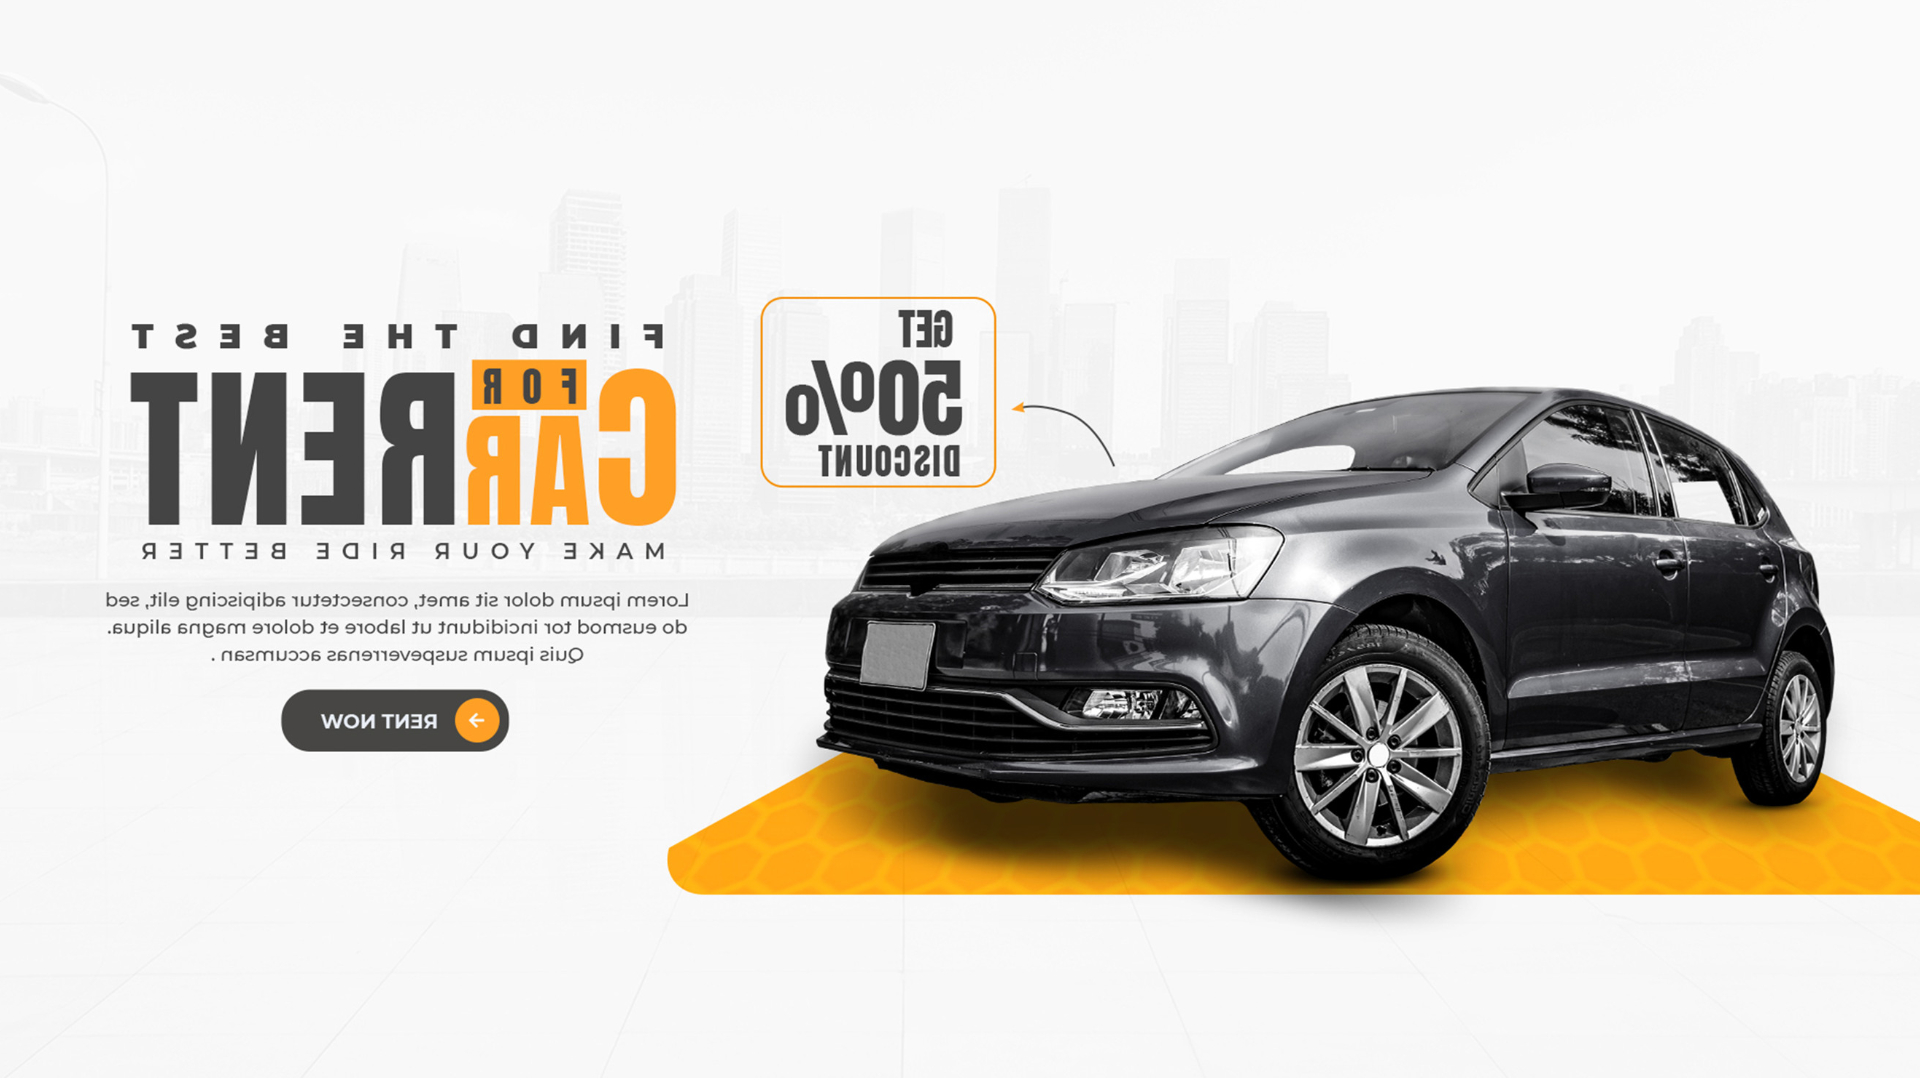 FIND THE BEST
CAR FOR RENT
MAKE YOUR RIDE BETTER
Lorem ipsum dolor sit amet, consectetur adipiscing elit, sed
do eusmod tor incididunt ut labore et dolore magna aliqua.
Quis ipsum suspeverrenas accumsan .
RENT NOW
GET
50%
DISCOUNT